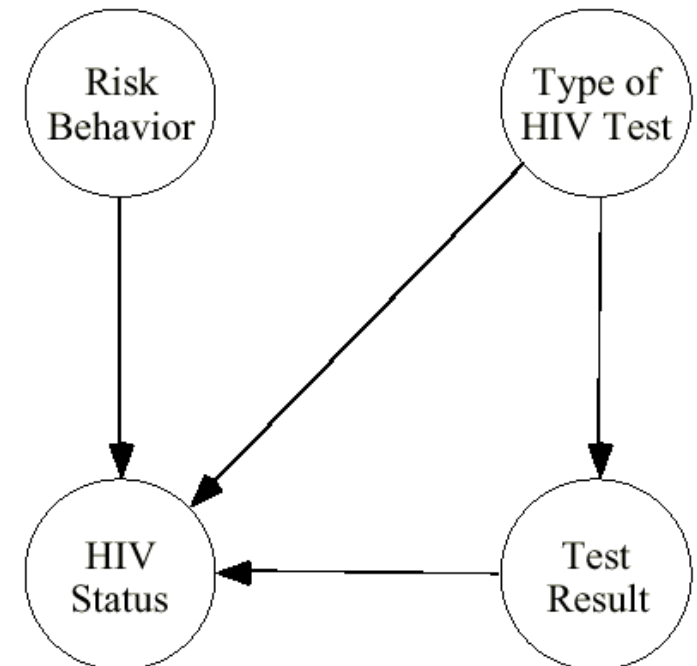 Risk
Behavior
Type of
HIV Test
HIV
Status
Test
Result